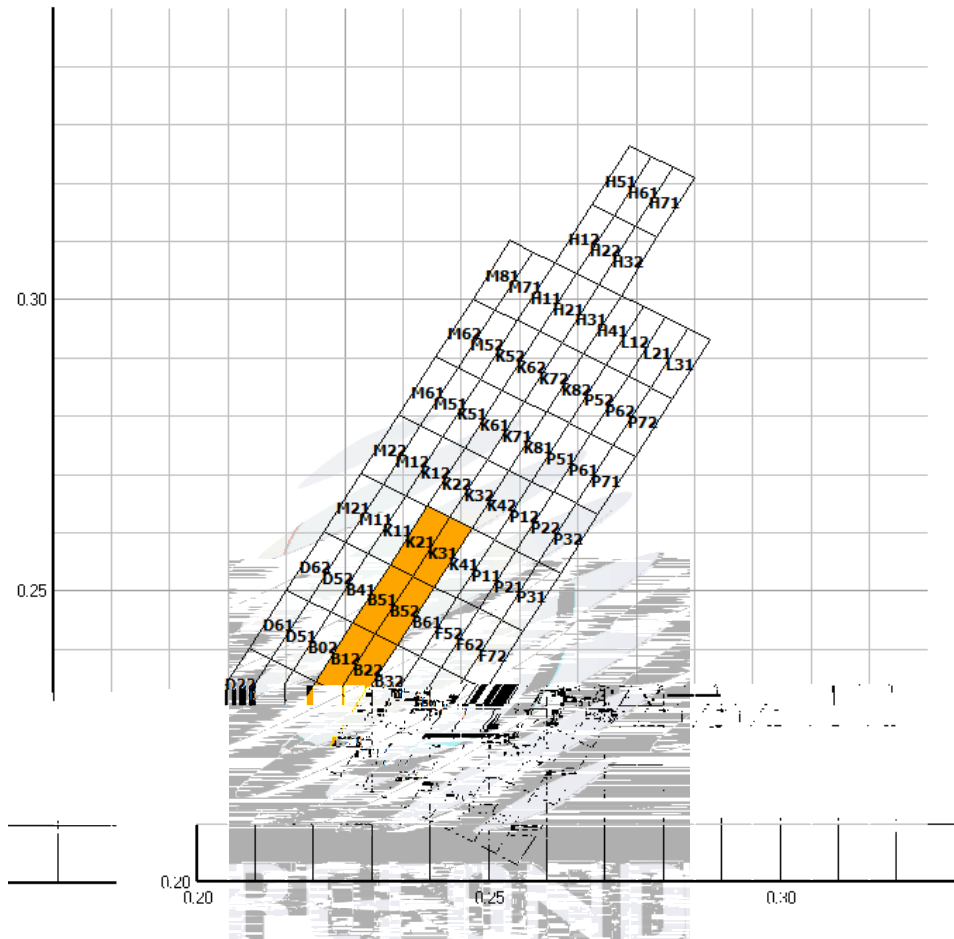 H51 H61 H71
H12 H22 H32
M81 M71 H11 H21 H31 H41 L12 L21 L31
0.30
M62 M52 K52 K62 K72 K82 P52 P62 P72
M61 M51 K51 K61 K71 K81 P51 P61 P71
M22 M12 K12 K22 K32 K42 P12 P22 P32
M21 M11 K11 K21 K31 K41 P11 P21 P31
D62 D52 B41 B51 B52 B61 F52 F62 F72
0.25
D61 D51 B02 B12 B22 B32
D22
0.20
0.20 0.25 0.30